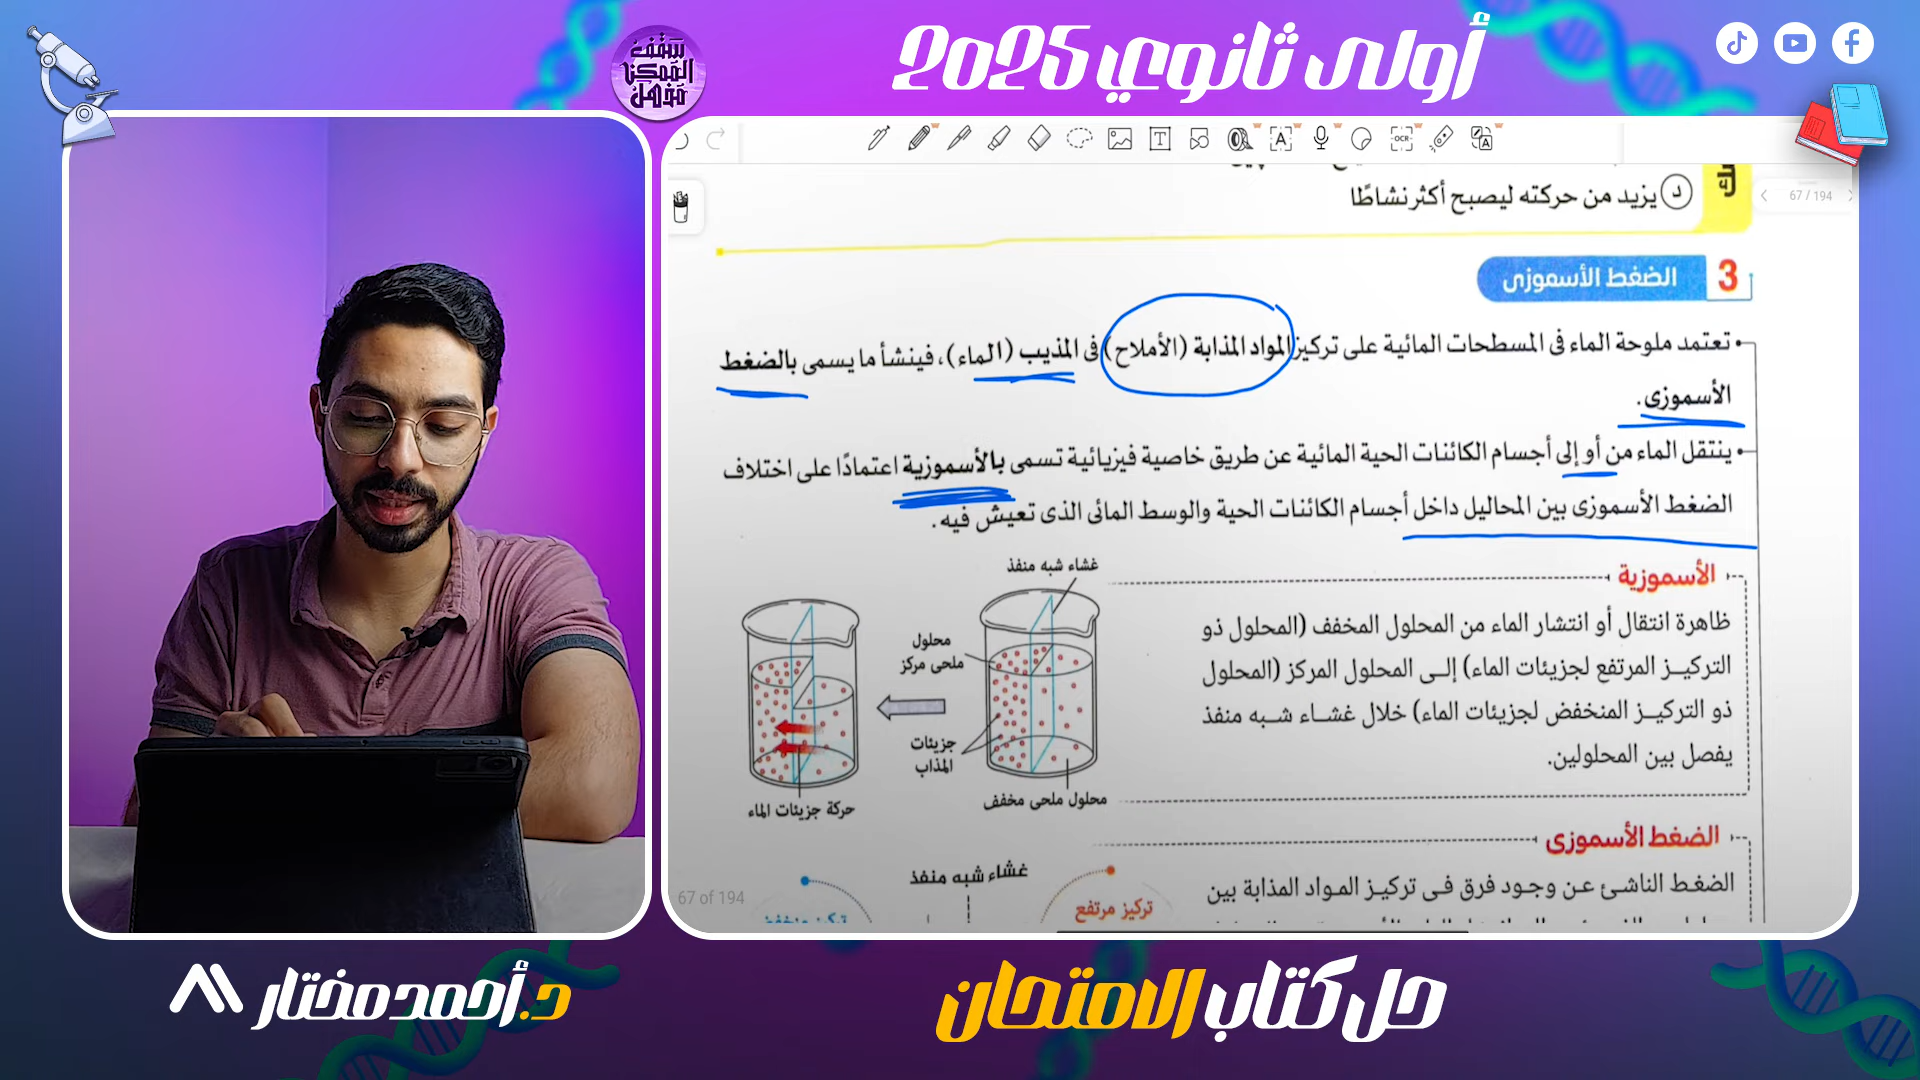 أولى ثانوي 2025
سقف
الممكن
مذهل
OCR
67 / 194
د يزيد من حركته ليصبح أكثر نشاطًا
3 الضغط الأسموزى
• تعتمد ملوحة الماء فى المسطحات المائية على تركيز المواد المذابة (الأملاح) فى المذيب (الماء)، فينشأ ما يسمى بالضغط
الأسموزى.
• ينتقل الماء من أو إلى أجسام الكائنات الحية المائية عن طريق خاصية فيزيائية تسمى بالأسموزية اعتمادًا على اختلاف
الضغط الأسموزى بين المحاليل داخل أجسام الكائنات الحية والوسط المائى الذى تعيش فيه.
الأسموزية
ظاهرة انتقال أو انتشار الماء من المحلول المخفف (المحلول ذو
التركيز المرتفع لجزيئات الماء) إلى المحلول المركز (المحلول
ذو التركيز المنخفض لجزيئات الماء) خلال غشاء شبه منفذ
يفصل بين المحلولين.
غشاء شبه منفذ
محلول
ملحى مركز
جزيئات
المذاب
محلول ملحى مخفف
حركة جزيئات الماء
الضغط الأسموزى
الضغط الناشئ عن وجود فرق فى تركيز المواد المذابة بين
غشاء شبه منفذ
تركيز مرتفع
67 of 194
حل كتاب الامتحان
د. أحمد مختار